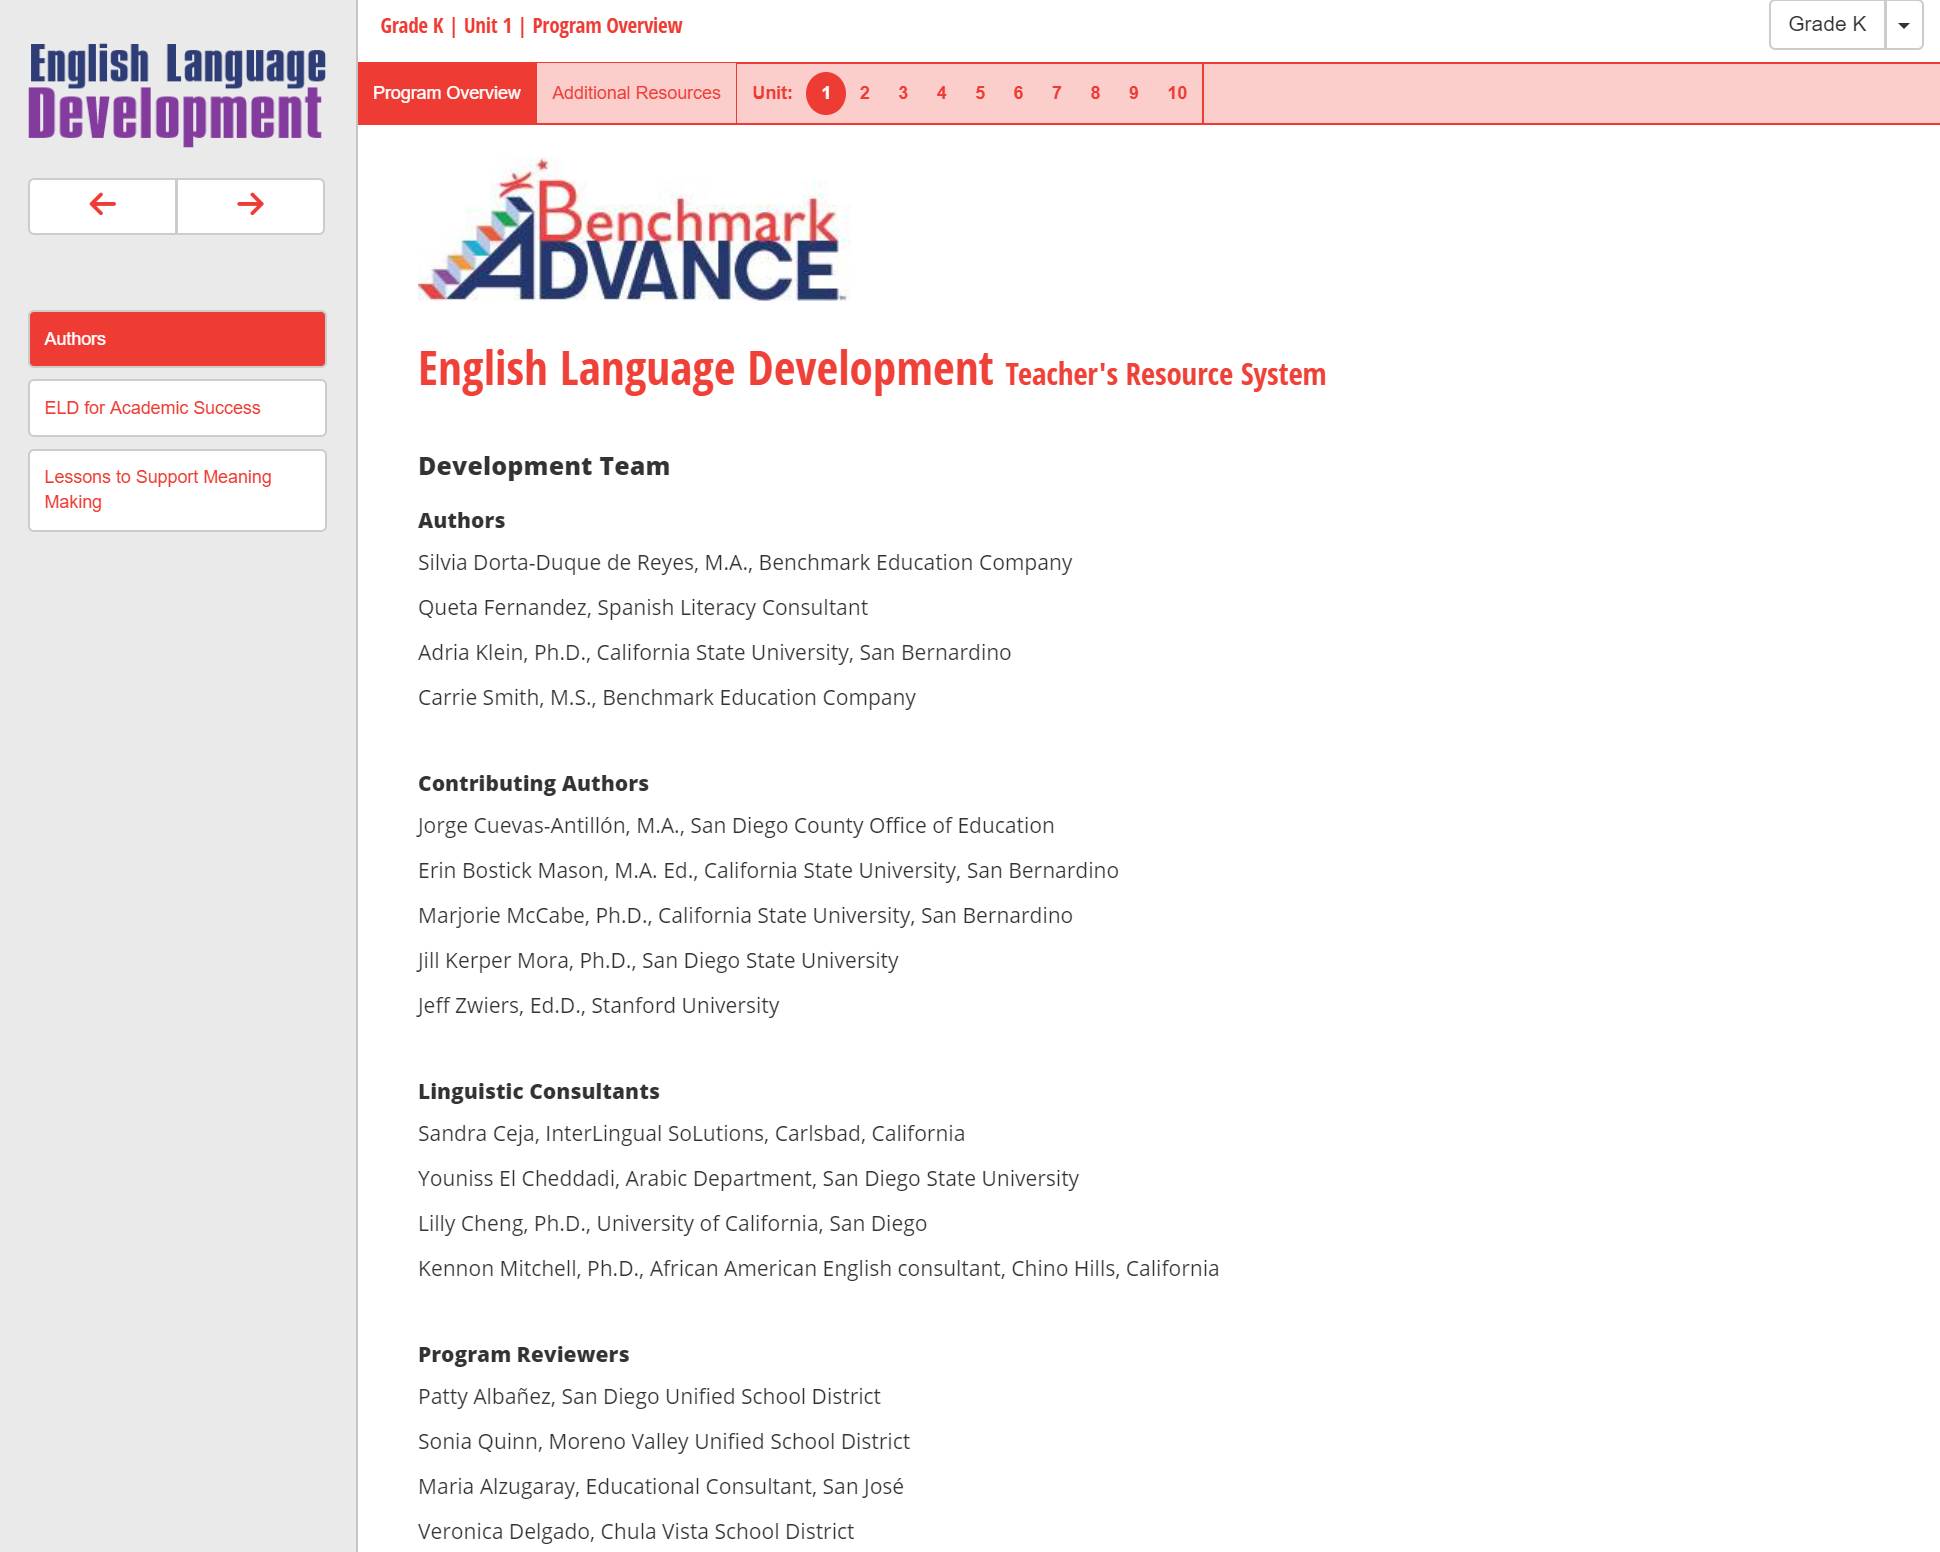 English Language
Development
Grade K | Unit 1 | Program Overview
Grade K
Program Overview
Additional Resources
Unit: 1 2 3 4 5 6 7 8 9 10
Authors
ELD for Academic Success
Lessons to Support Meaning
Making
Benchmark
ADVANCE™
English Language Development Teacher's Resource System
Development Team
Authors
Silvia Dorta-Duque de Reyes, M.A., Benchmark Education Company
Queta Fernandez, Spanish Literacy Consultant
Adria Klein, Ph.D., California State University, San Bernardino
Carrie Smith, M.S., Benchmark Education Company
Contributing Authors
Jorge Cuevas-Antillón, M.A., San Diego County Office of Education
Erin Bostick Mason, M.A. Ed., California State University, San Bernardino
Marjorie McCabe, Ph.D., California State University, San Bernardino
Jill Kerper Mora, Ph.D., San Diego State University
Jeff Zwiers, Ed.D., Stanford University
Linguistic Consultants
Sandra Ceja, InterLingual SoLutions, Carlsbad, California
Youniss El Cheddadi, Arabic Department, San Diego State University
Lilly Cheng, Ph.D., University of California, San Diego
Kennon Mitchell, Ph.D., African American English consultant, Chino Hills, California
Program Reviewers
Patty Albañez, San Diego Unified School District
Sonia Quinn, Moreno Valley Unified School District
Maria Alzugaray, Educational Consultant, San José
Veronica Delgado, Chula Vista School District